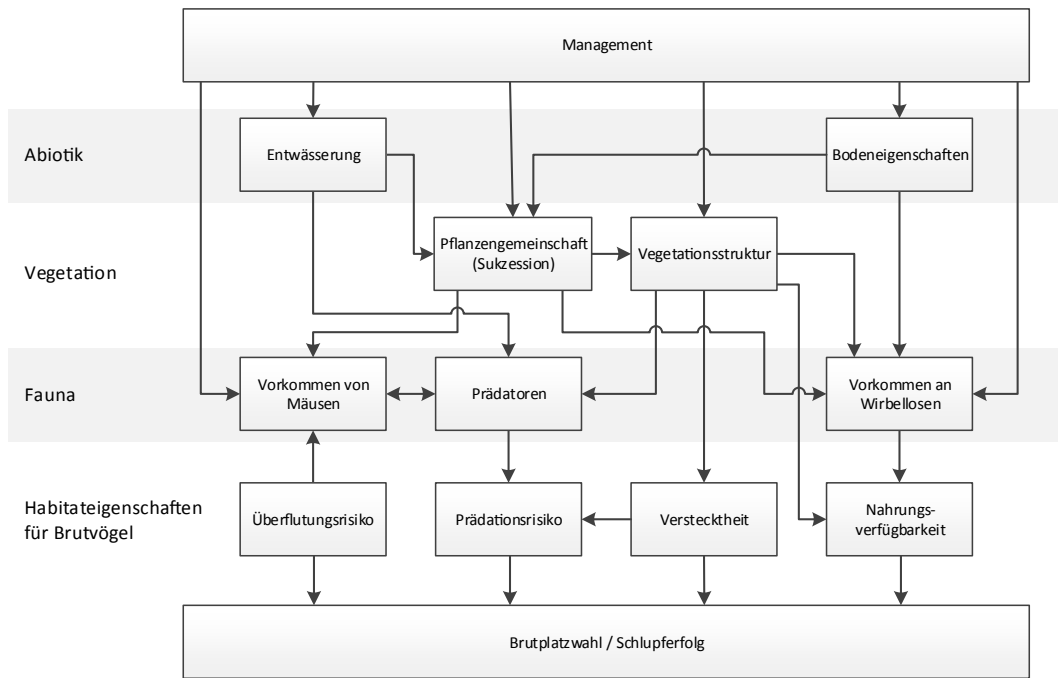 Management
Abiotik
Entwässerung
Bodeneigenschaften
Vegetation
Pflanzengemeinschaft
(Sukzession)
Vegetationsstruktur
Fauna
Vorkommen von
Mäusen
Prädatoren
Vorkommen an
Wirbellosen
Habitateigenschaften
für Brutvögel
Überflutungsrisiko
Prädationsrisiko
Verstecktheit
Nahrungs-
verfügbarkeit
Brutplatzwahl / Schlupferfolg